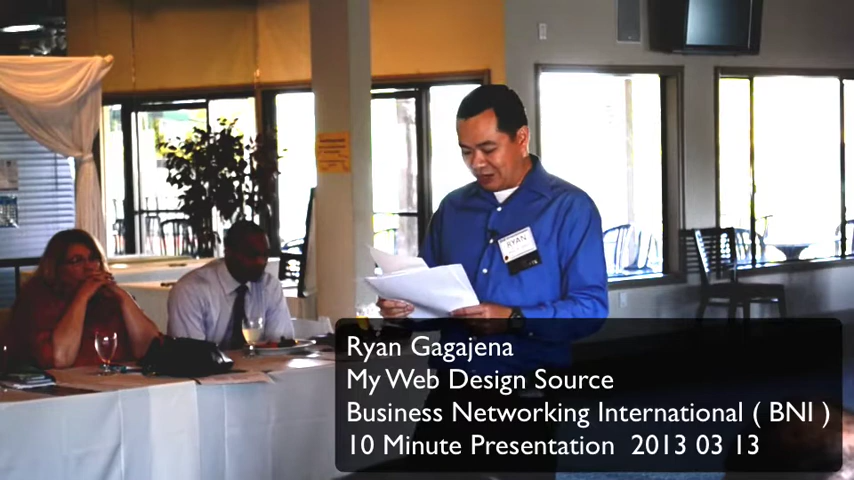 RYAN
Ryan Gagajena
My Web Design Source
Business Networking International ( BNI )
10 Minute Presentation  2013 03 13